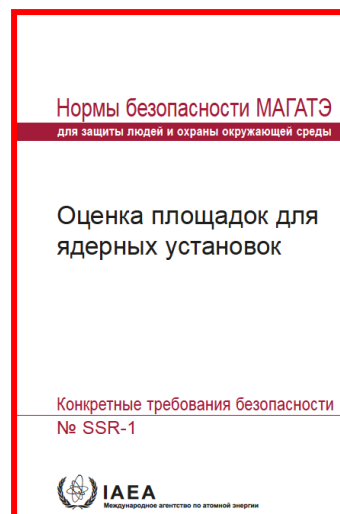 Нормы безопасности МАГАТЭ
для защиты людей и охраны окружающей среды
Оценка площадок для
ядерных установок
Конкретные требования безопасности
№ SSR-1
IAEA
Международное агентство по атомной энергии